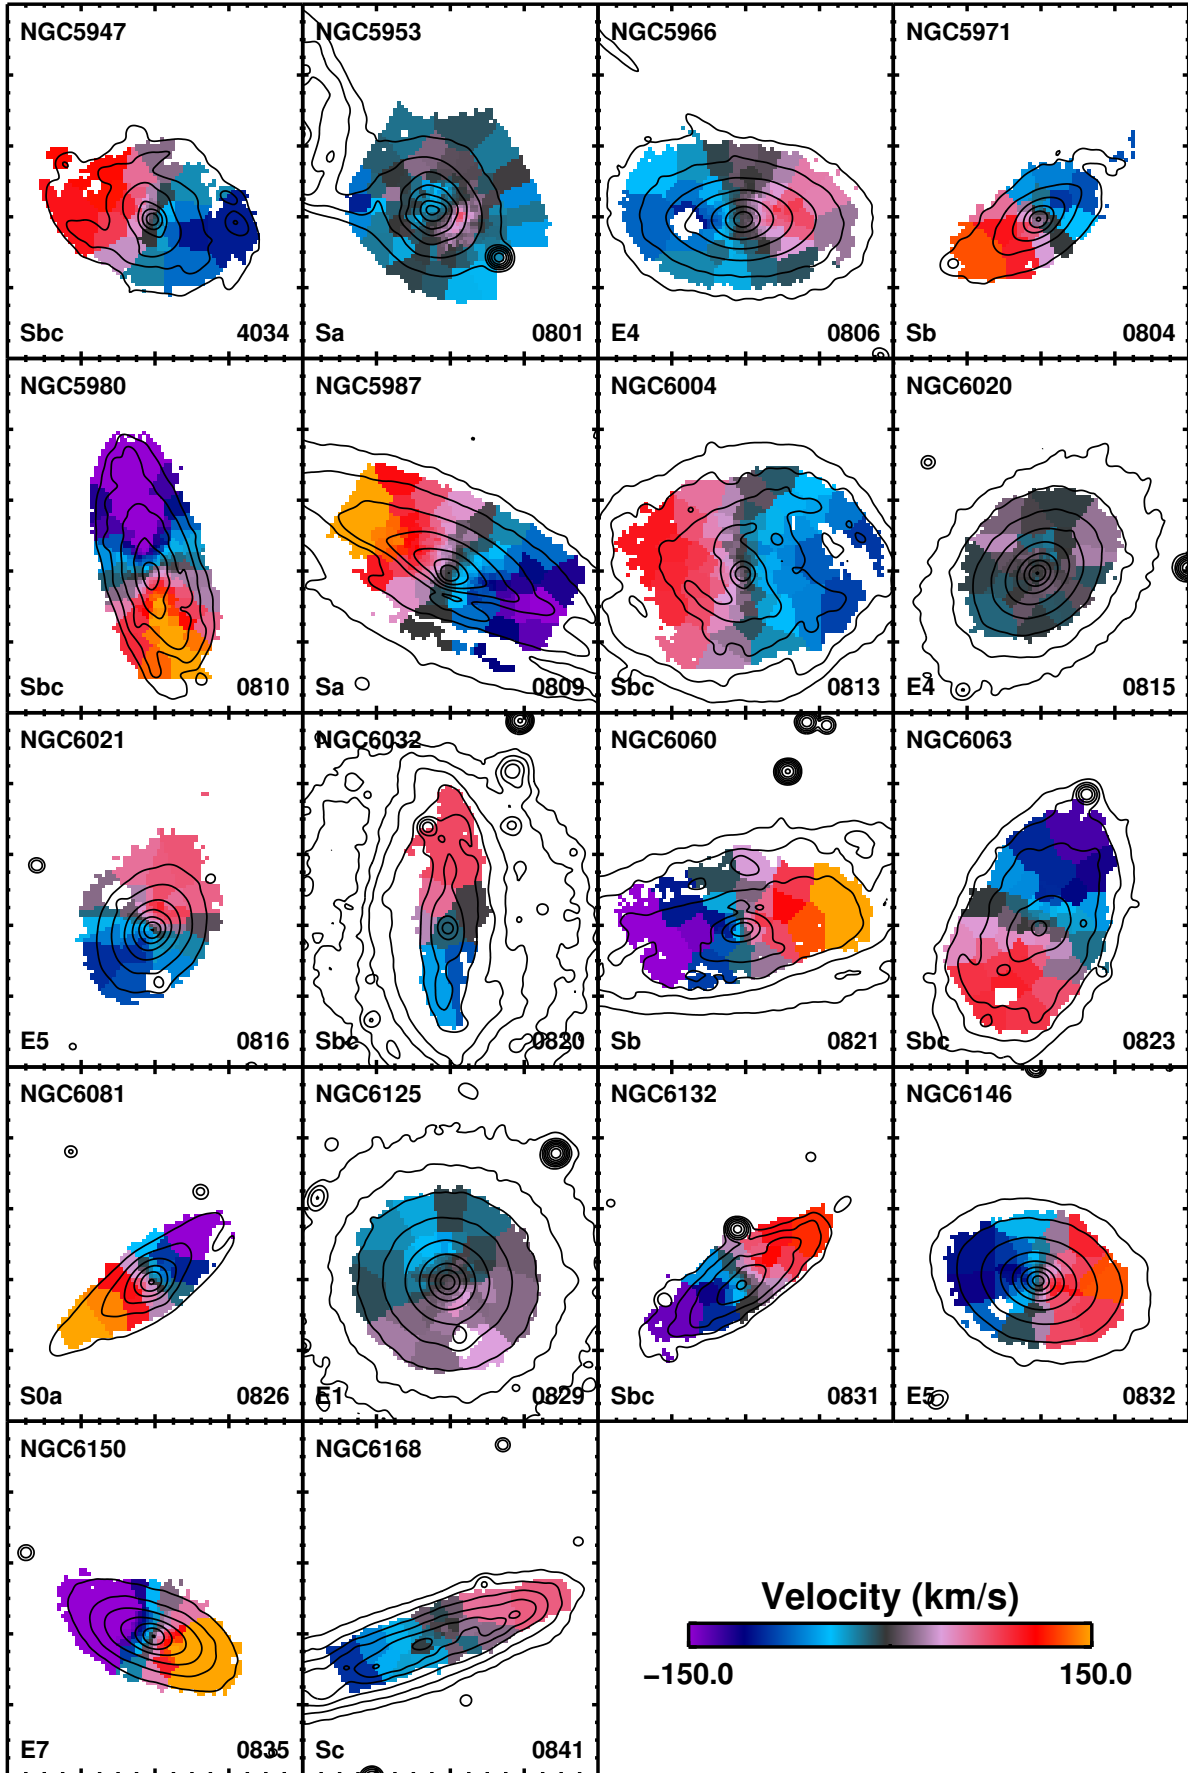 NGC5947 NGC5953 NGC5966 NGC5971
Sbc 4034 Sa 0801 E4 0806 Sb 0804
NGC5980 NGC5987 NGC6004 NGC6020
Sbc 0810 Sa 0809 Sbc 0813 E4 0815
NGC6021 NGC6032 NGC6060 NGC6063
E5 0816 Sbc 0820 Sb 0821 Sbc 0823
NGC6081 NGC6125 NGC6132 NGC6146
S0a 0826 E1 0829 Sbc 0831 E5 0832
NGC6150 NGC6168
Velocity (km/s)
−150.0 150.0
E7 0835 Sc 0841